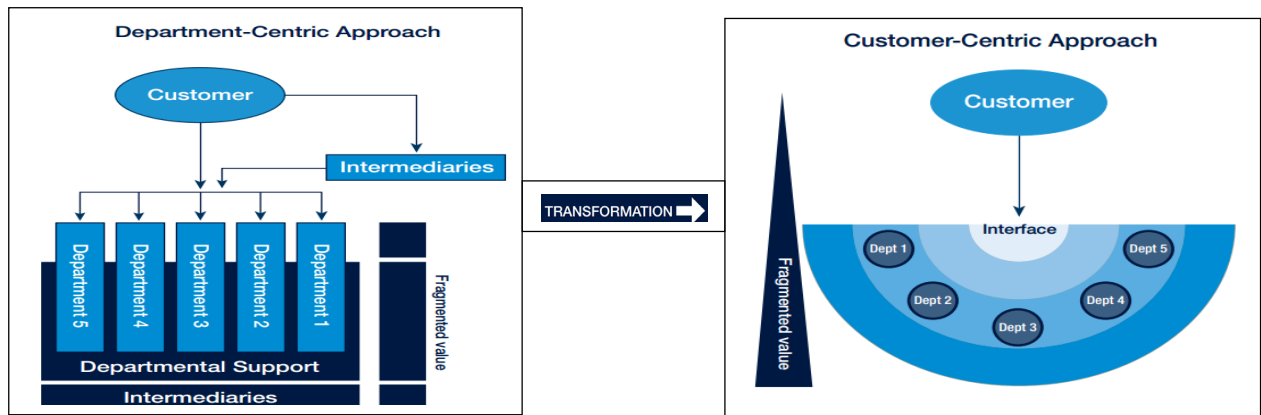 Department-Centric Approach
Customer
Intermediaries
Department 5
Department 4
Department 3
Department 2
Department 1
Fragmented value
Departmental Support
Intermediaries
TRANSFORMATION
Customer-Centric Approach
Customer
Interface
Dept 1
Dept 5
Dept 2
Dept 4
Dept 3
Fragmented value